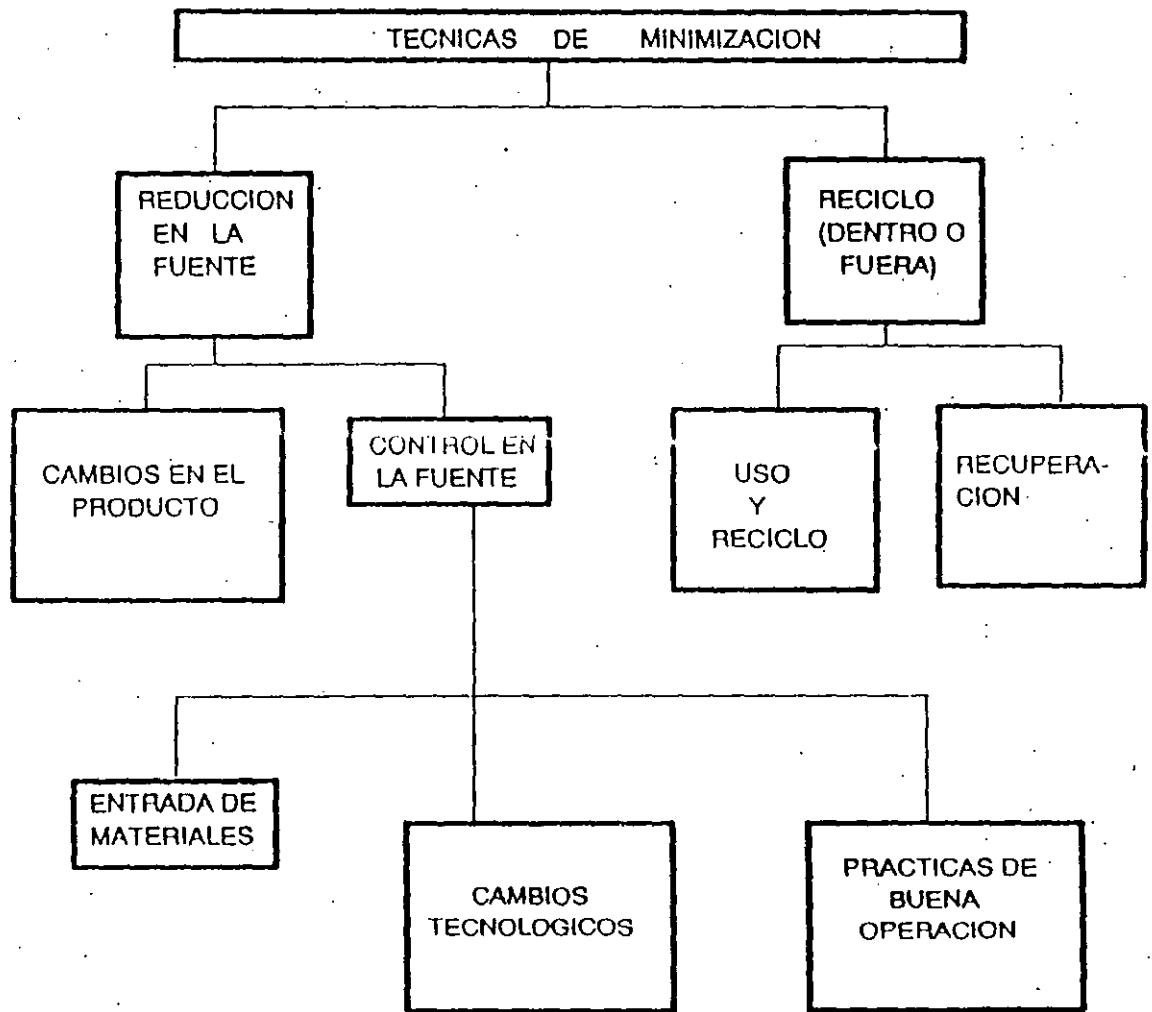 TECNICAS DE MINIMIZACION
REDUCCION
EN LA
FUENTE
RECICLO
(DENTRO O
FUERA)
CAMBIOS EN EL
PRODUCTO
CONTROL EN
LA FUENTE
USO
Y
RECICLO
RECUPERA-
CION
ENTRADA DE
MATERIALES
CAMBIOS
TECNOLOGICOS
PRACTICAS DE
BUENA
OPERACION